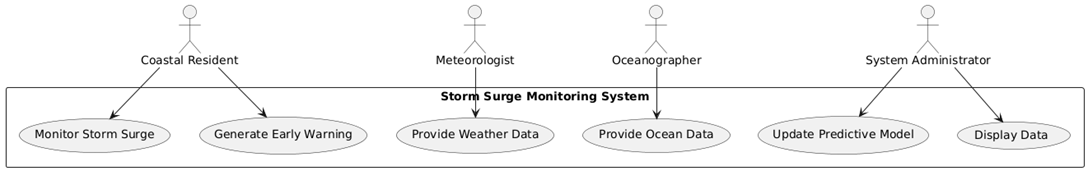 Coastal Resident
Meteorologist
Oceanographer
System Administrator
Storm Surge Monitoring System
Monitor Storm Surge
Generate Early Warning
Provide Weather Data
Provide Ocean Data
Update Predictive Model
Display Data